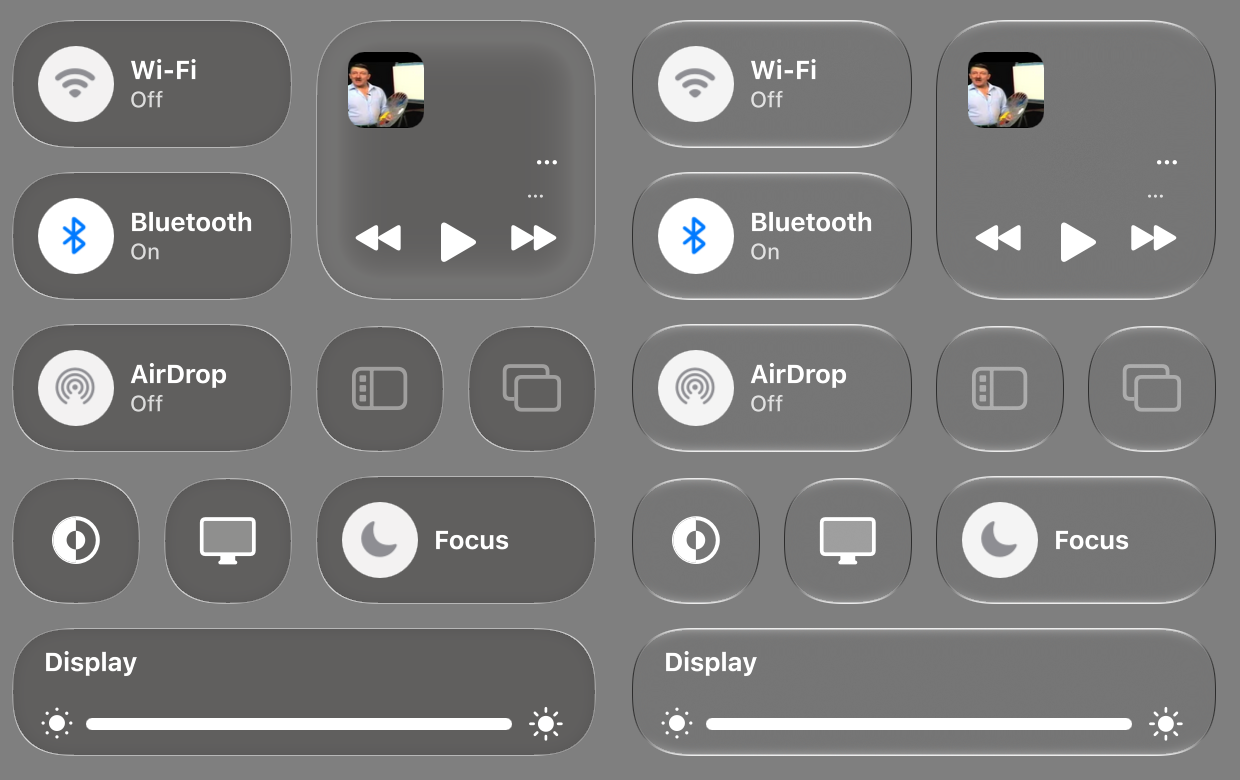 Wi-Fi
Off
...
...
Bluetooth
On
AirDrop
Off
Focus
Display
Wi-Fi
Off
...
...
Bluetooth
On
AirDrop
Off
Focus
Display